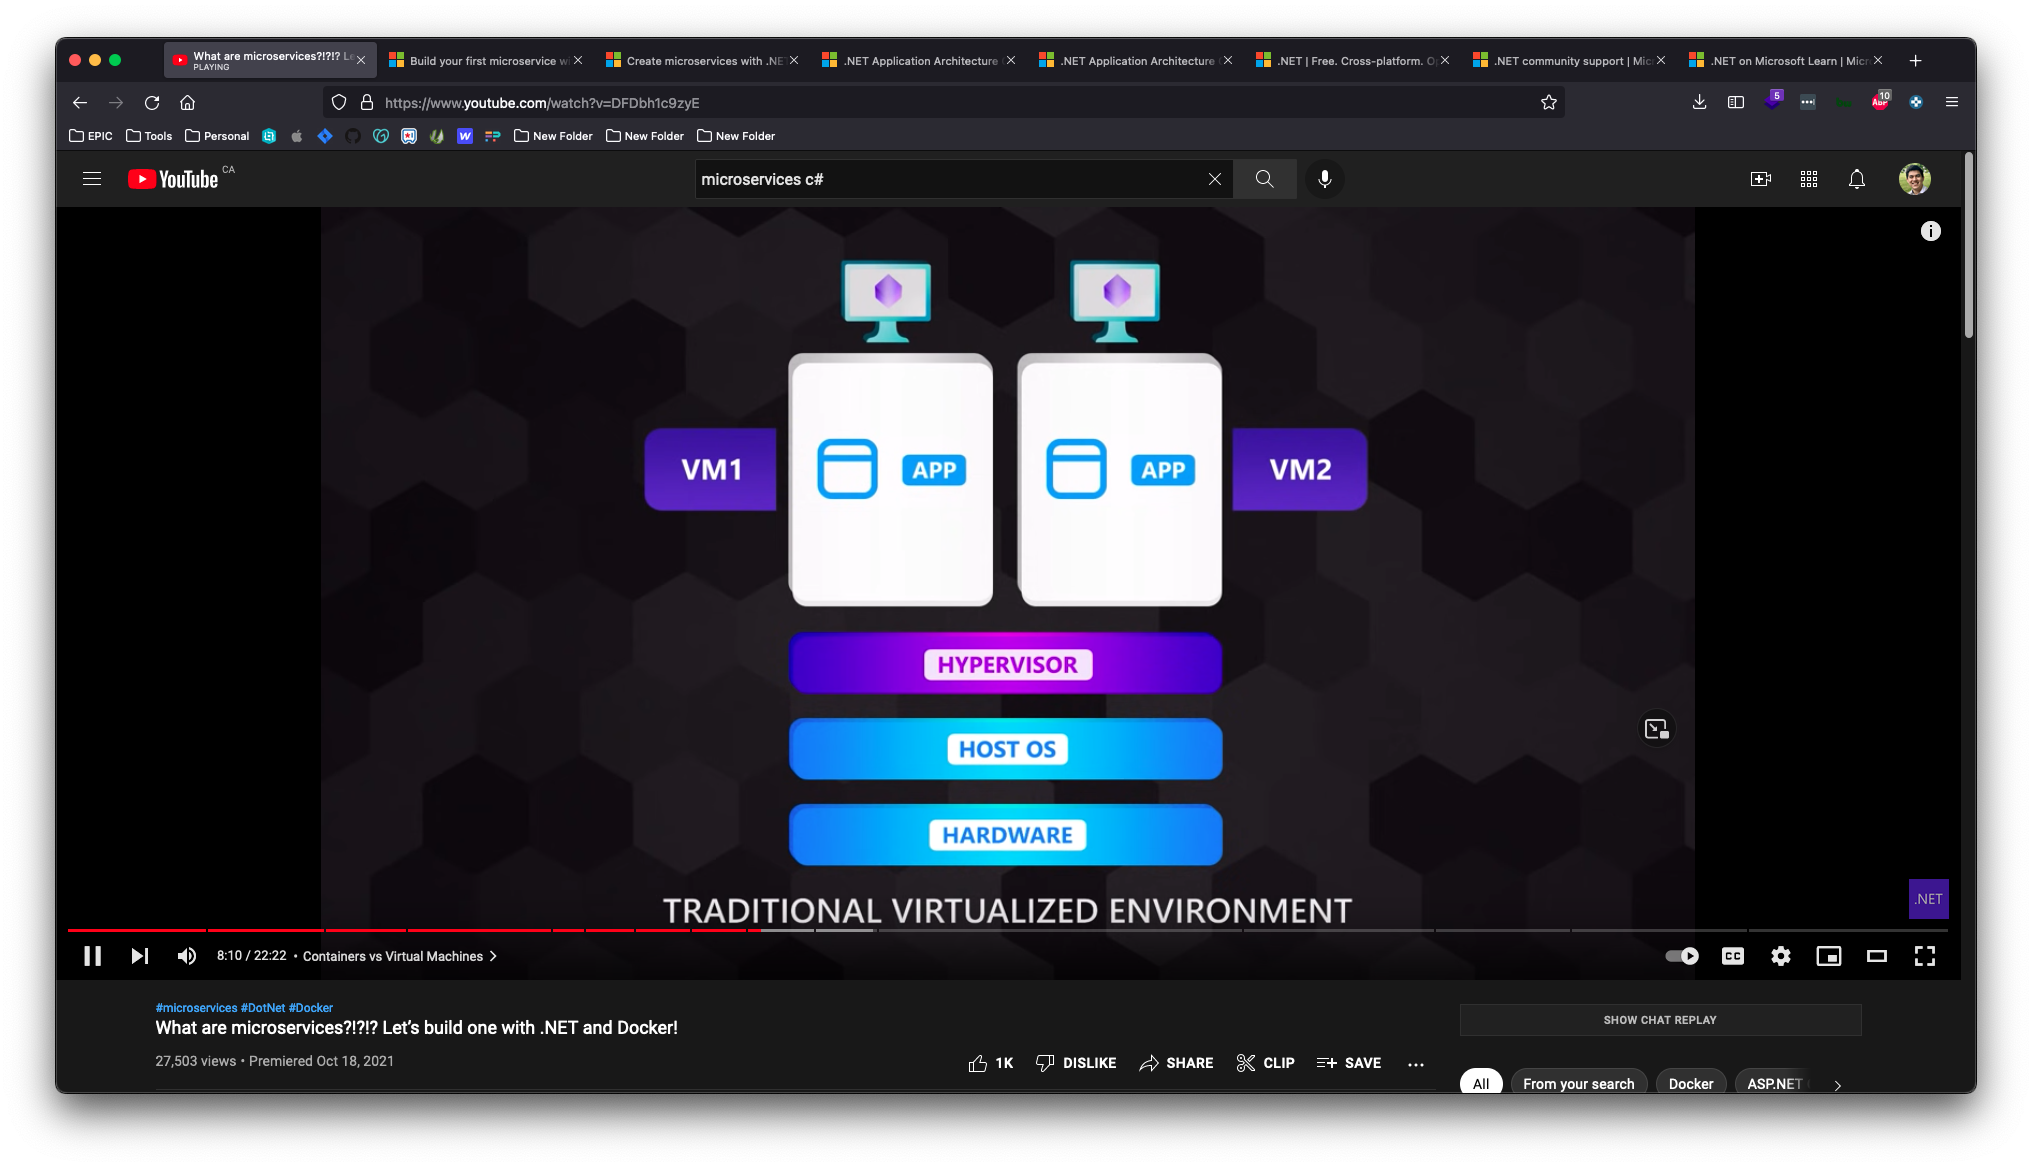 What are microservices?!?!? Le
PLAYING
Build your first microservice w
Create microservices with .NE
.NET Application Architecture
.NET Application Architecture
.NET | Free. Cross-platform. O
.NET community support | Mic
.NET on Microsoft Learn | Micr
https://www.youtube.com/watch?v=DFDbh1c9zyE
5
10
ABP
EPIC
Tools
Personal
New Folder
New Folder
New Folder
YouTube CA
microservices c#
VM1
APP
APP
VM2
HYPERVISOR
HOST OS
HARDWARE
TRADITIONAL VIRTUALIZED ENVIRONMENT
.NET
8:10 / 22:22 • Containers vs Virtual Machines
CC
#microservices #DotNet #Docker
What are microservices?!?!? Let's build one with .NET and Docker!
27,503 views • Premiered Oct 18, 2021
1K
DISLIKE
SHARE
CLIP
SAVE
SHOW CHAT REPLAY
All
From your search
Docker
ASP.NET